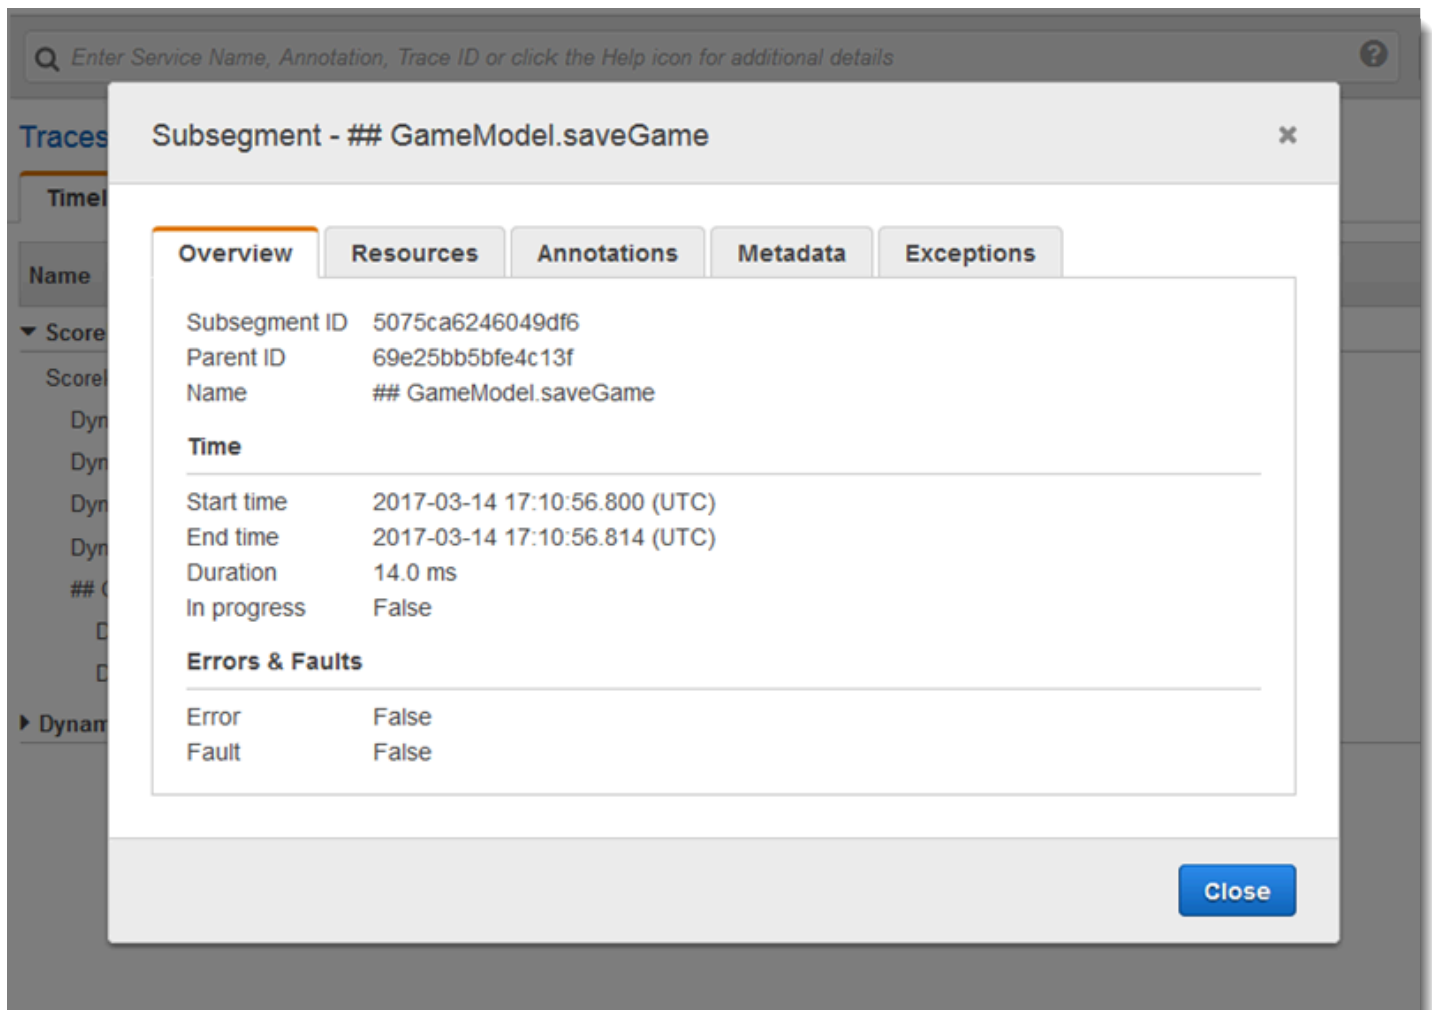 Enter Service Name, Annotation, Trace ID or click the Help icon for additional details
Traces
Subsegment - ## GameModel.saveGame
Overview Resources Annotations Metadata Exceptions
Name
Score
Subsegment ID 5075ca6246049df6
Parent ID 69e25bb5bfe4c13f
Name ## GameModel.saveGame
Time
Start time 2017-03-14 17:10:56.800 (UTC)
End time 2017-03-14 17:10:56.814 (UTC)
Duration 14.0 ms
In progress False
Errors & Faults
Error False
Fault False
Close